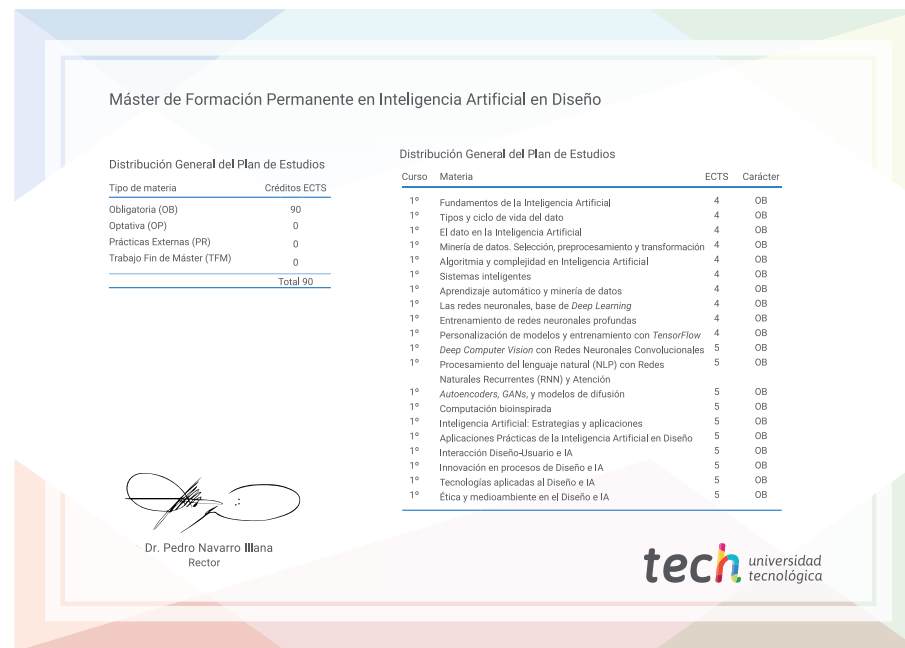 Máster de Formación Permanente en Inteligencia Artificial en Diseño
Distribución General del Plan de Estudios
Tipo de materia Créditos ECTS
Obligatoria (OB) 90
Optativa (OP) 0
Prácticas Externas (PR) 0
Trabajo Fin de Máster (TFM) 0
Total 90
Distribución General del Plan de Estudios
Curso Materia ECTS Carácter
1º Fundamentos de la Inteligencia Artificial 4 OB
1º Tipos y ciclo de vida del dato 4 OB
1º El dato en la Inteligencia Artificial 4 OB
1º Minería de datos. Selección, preprocesamiento y transformación 4 OB
1º Algoritmia y complejidad en Inteligencia Artificial 4 OB
1º Sistemas inteligentes 4 OB
1º Aprendizaje automático y minería de datos 4 OB
1º Las redes neuronales, base de Deep Learning 4 OB
1º Entrenamiento de redes neuronales profundas 4 OB
1º Personalización de modelos y entrenamiento con TensorFlow 4 OB
1º Deep Computer Vision con Redes Neuronales Convolucionales 5 OB
1º Procesamiento del lenguaje natural (NLP) con Redes 5 OB
Naturales Recurrentes (RNN) y Atención
1º Autoencoders, GANs, y modelos de difusión 5 OB
1º Computación bioinspirada 5 OB
1º Inteligencia Artificial: Estrategias y aplicaciones 5 OB
1º Aplicaciones Prácticas de la Inteligencia Artificial en Diseño 5 OB
1º Interacción Diseño-Usuario e IA 5 OB
1º Innovación en procesos de Diseño e IA 5 OB
1º Tecnologías aplicadas al Diseño e IA 5 OB
1º Ética y medioambiente en el Diseño e IA 5 OB
Dr. Pedro Navarro Illana
Rector
tech universidad
tecnológica